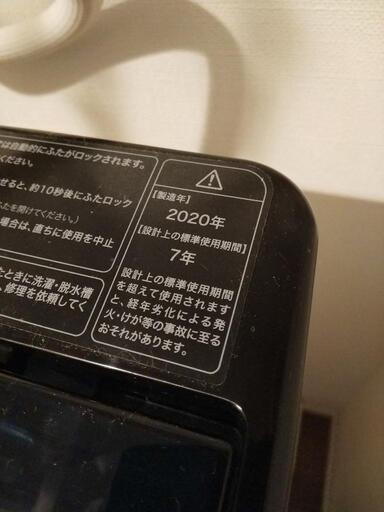 は自動的にふたがロックされます。
ください。
せると、約10秒後にふたロック
ふたを開けてください。)
場合は、直ちに使用を中止
たときに洗濯・脱水槽
修理を依頼してく
【製造年】
2020年
【設計上の標準使用期間】
7年
設計上の標準使用期間
を超えて使用されます
と、経年劣化による発
火・けが等の事故に至る
おそれがあります。